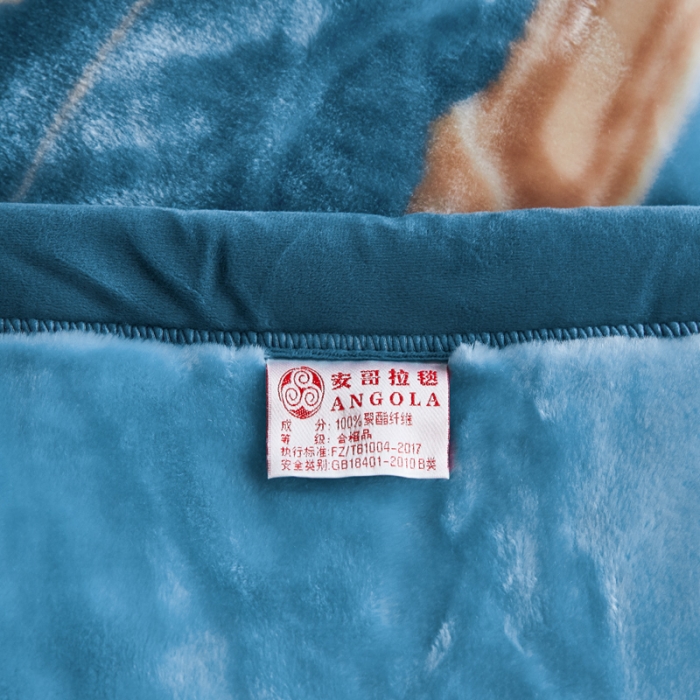 安哥拉毯
ANGOLA
成 分: 100%聚酯纤维
等 级: 合格品
执行标准:FZ/T61004-2017
安全类别:GB18401-2010 B类